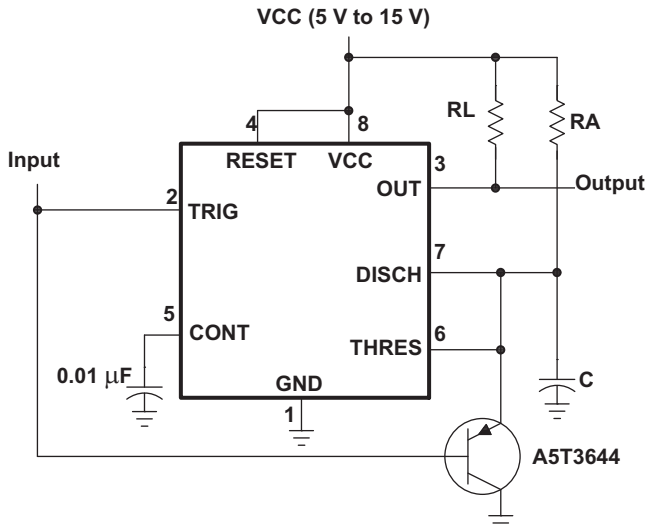 VCC (5 V to 15 V)
RL
RA
4
8
RESET
VCC
Input
3
OUT
Output
2
TRIG
7
DISCH
5
CONT
6
THRES
0.01 μF
GND
C
1
A5T3644